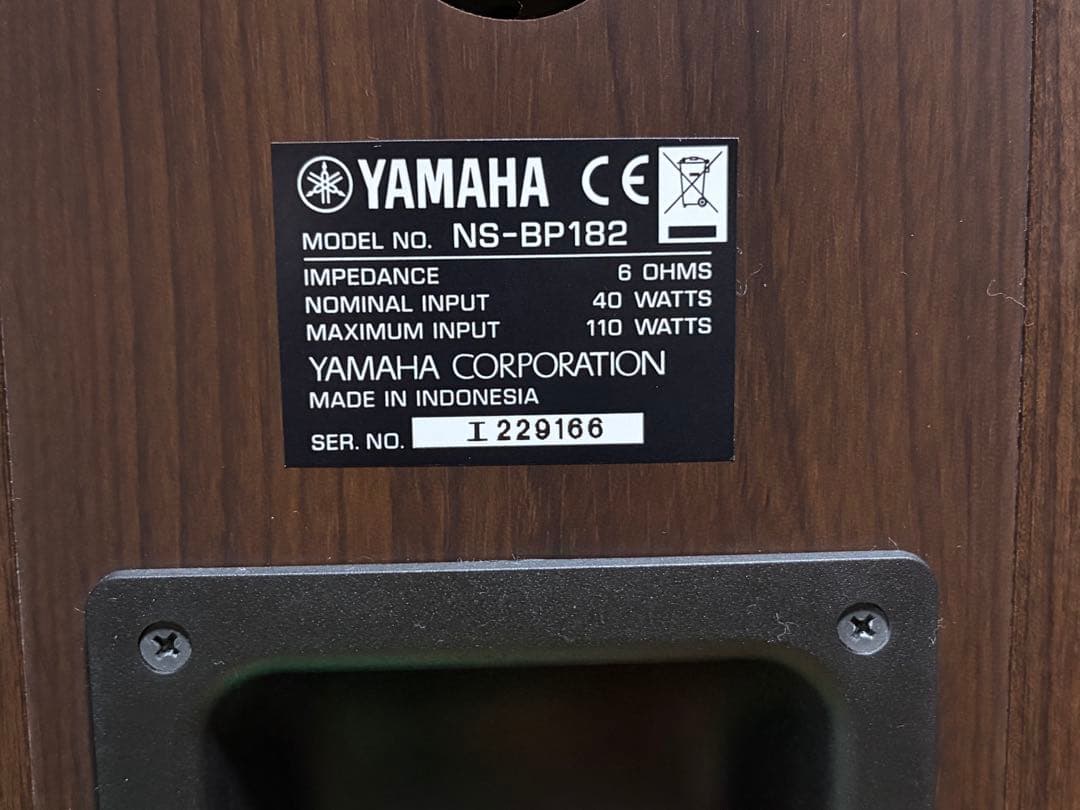 YAMAHA CE
MODEL NO. NS-BP182
IMPEDANCE 6 OHMS
NOMINAL INPUT 40 WATTS
MAXIMUM INPUT 110 WATTS
YAMAHA CORPORATION
MADE IN INDONESIA
SER. NO. I 229166